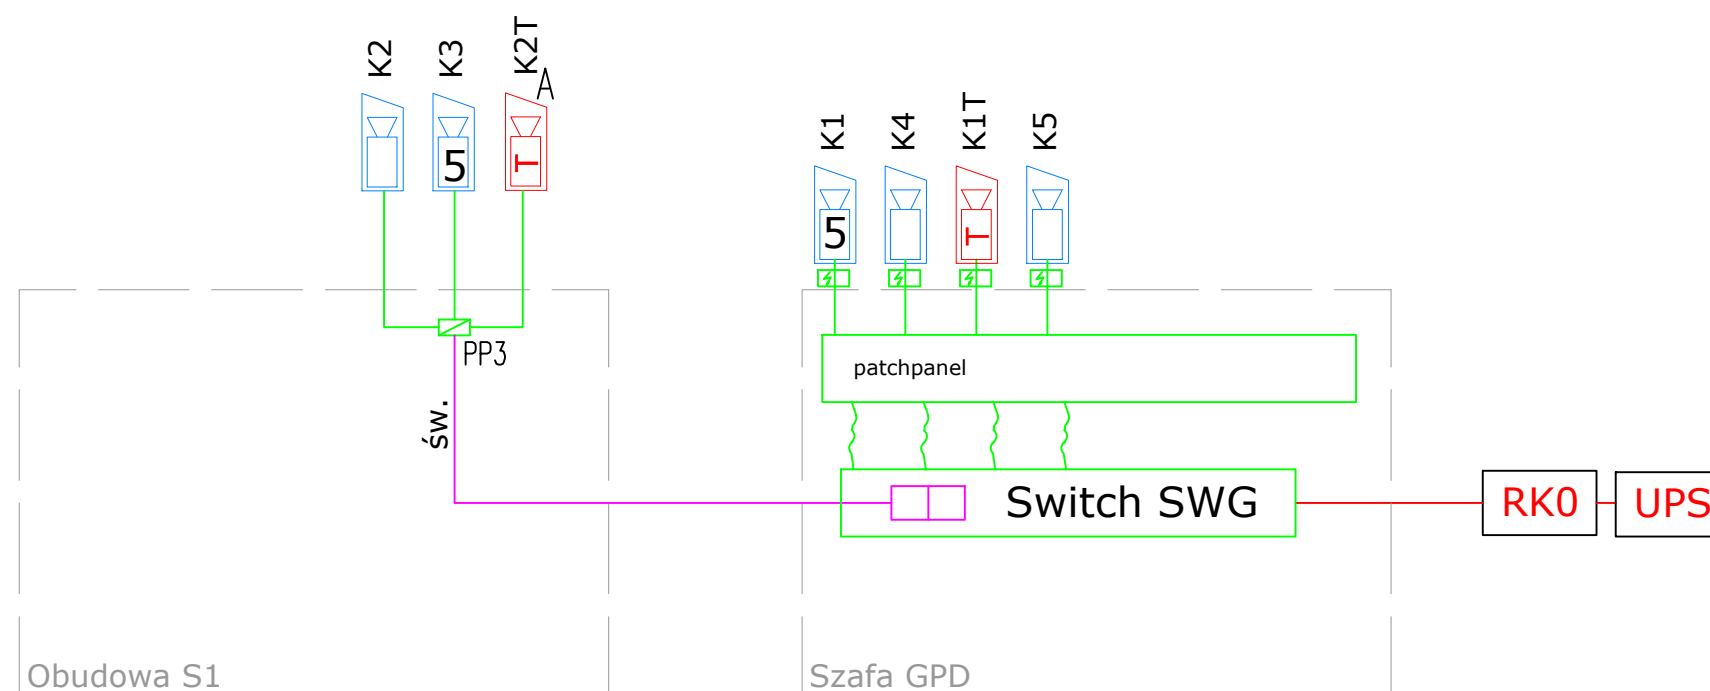 K2
K3
K2T
A
5
T
K1
K4
K1T
K5
5
T
PP3
patchpanel
św.
Switch SWG
RK0
UPS
Obudowa S1
Szafa GPD